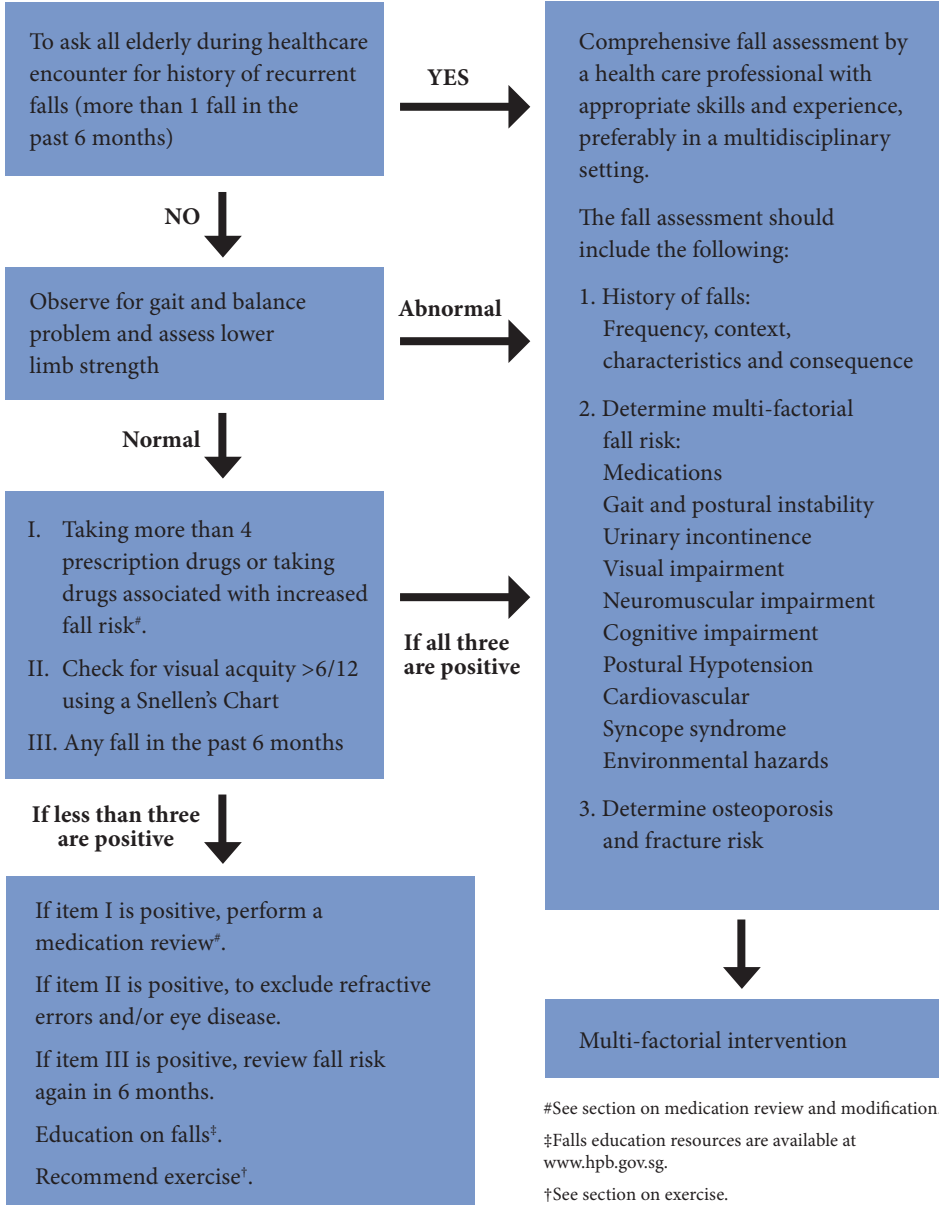 To ask all elderly during healthcare
encounter for history of recurrent
falls (more than 1 fall in the
past 6 months)
YES
NO
Observe for gait and balance
problem and assess lower
limb strength
Abnormal
Normal
I. Taking more than 4
prescription drugs or taking
drugs associated with increased
fall risk#.
II. Check for visual acquity >6/12
using a Snellen's Chart
III. Any fall in the past 6 months
If all three
are positive
If less than three
are positive
If item I is positive, perform a
medication review#.
If item II is positive, to exclude refractive
errors and/or eye disease.
If item III is positive, review fall risk
again in 6 months.
Education on falls‡.
Recommend exercise†.
Comprehensive fall assessment by
a health care professional with
appropriate skills and experience,
preferably in a multidisciplinary
setting.
The fall assessment should
include the following:
1. History of falls:
Frequency, context,
characteristics and consequence
2. Determine multi-factorial
fall risk:
Medications
Gait and postural instability
Urinary incontinence
Visual impairment
Neuromuscular impairment
Cognitive impairment
Postural Hypotension
Cardiovascular
Syncope syndrome
Environmental hazards
3. Determine osteoporosis
and fracture risk
Multi-factorial intervention
#See section on medication review and modification.
‡Falls education resources are available at
www.hpb.gov.sg.
†See section on exercise.